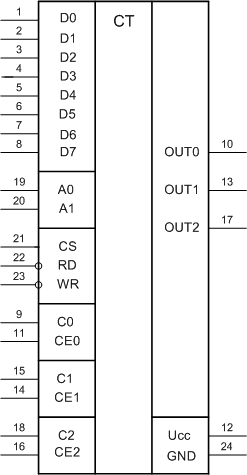 CT
1 D0
2 D1
3 D2
4 D3
5 D4
6 D5
7 D6
8 D7
OUT0 10
19 A0
OUT1 13
20 A1
OUT2 17
21 CS
22 RD
23 WR
9 C0
11 CE0
15 C1
14 CE1
18 C2
Ucc 12
16 CE2
GND 24